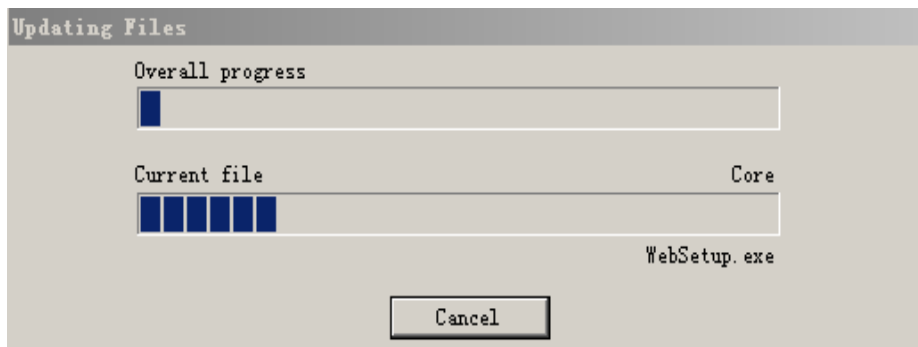 Updating Files
Overall progress
Current file Core
WebSetup.exe
Cancel